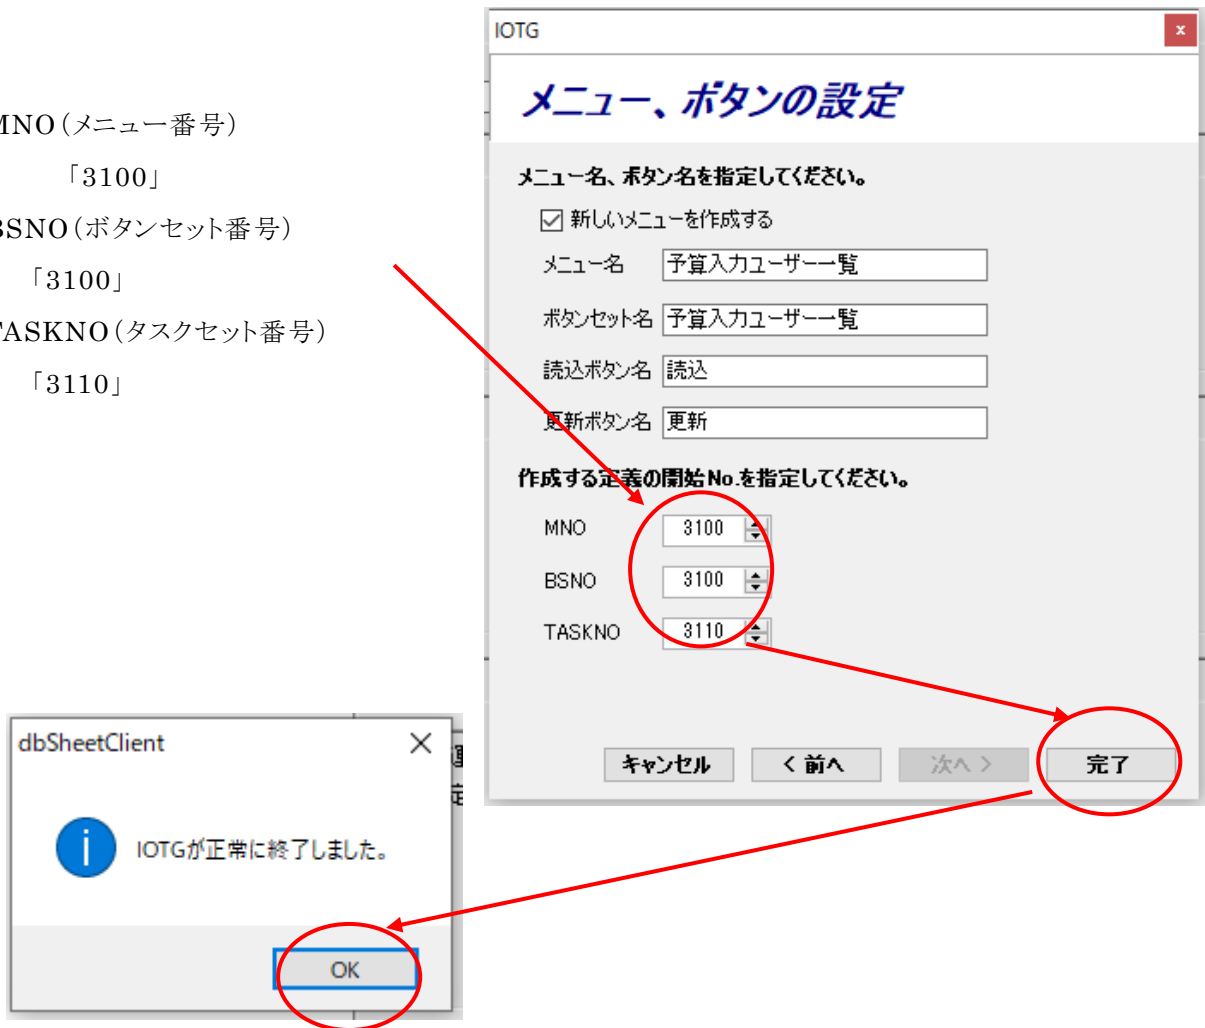 MNO（メニュー番号）
「3100」
BSNO（ボタンセット番号）
「3100」
TASKNO（タスクセット番号）
「3110」
IOTG
x
メニュー、ボタンの設定
メニュー名、ボタン名を指定してください。
新しいメニューを作成する
メニュー名 予算入力ユーザー一覧
ボタンセット名 予算入力ユーザー一覧
読込ボタン名 読込
更新ボタン名 更新
作成する定義の開始No.を指定してください。
MNO 3100
BSNO 3100
TASKNO 3110
キャンセル < 前へ 次へ > 完了
dbSheetClient
IOTGが正常に終了しました。
OK